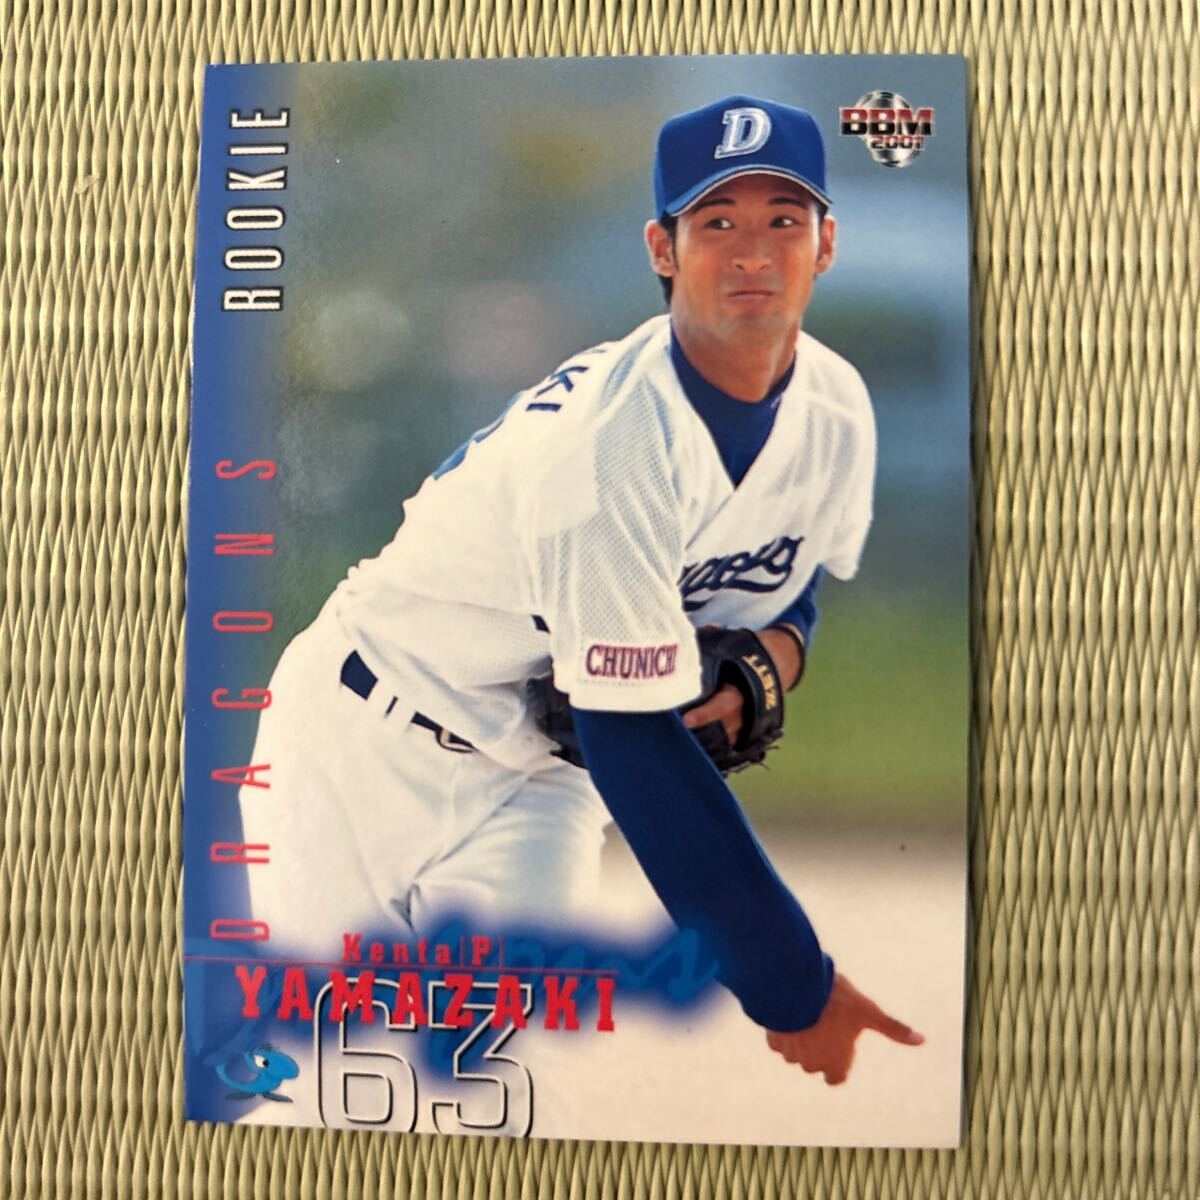 ROOKIE
BBM
2001
DRAGONS
CHUNICHI
Kenta P
YAMAZAKI
63